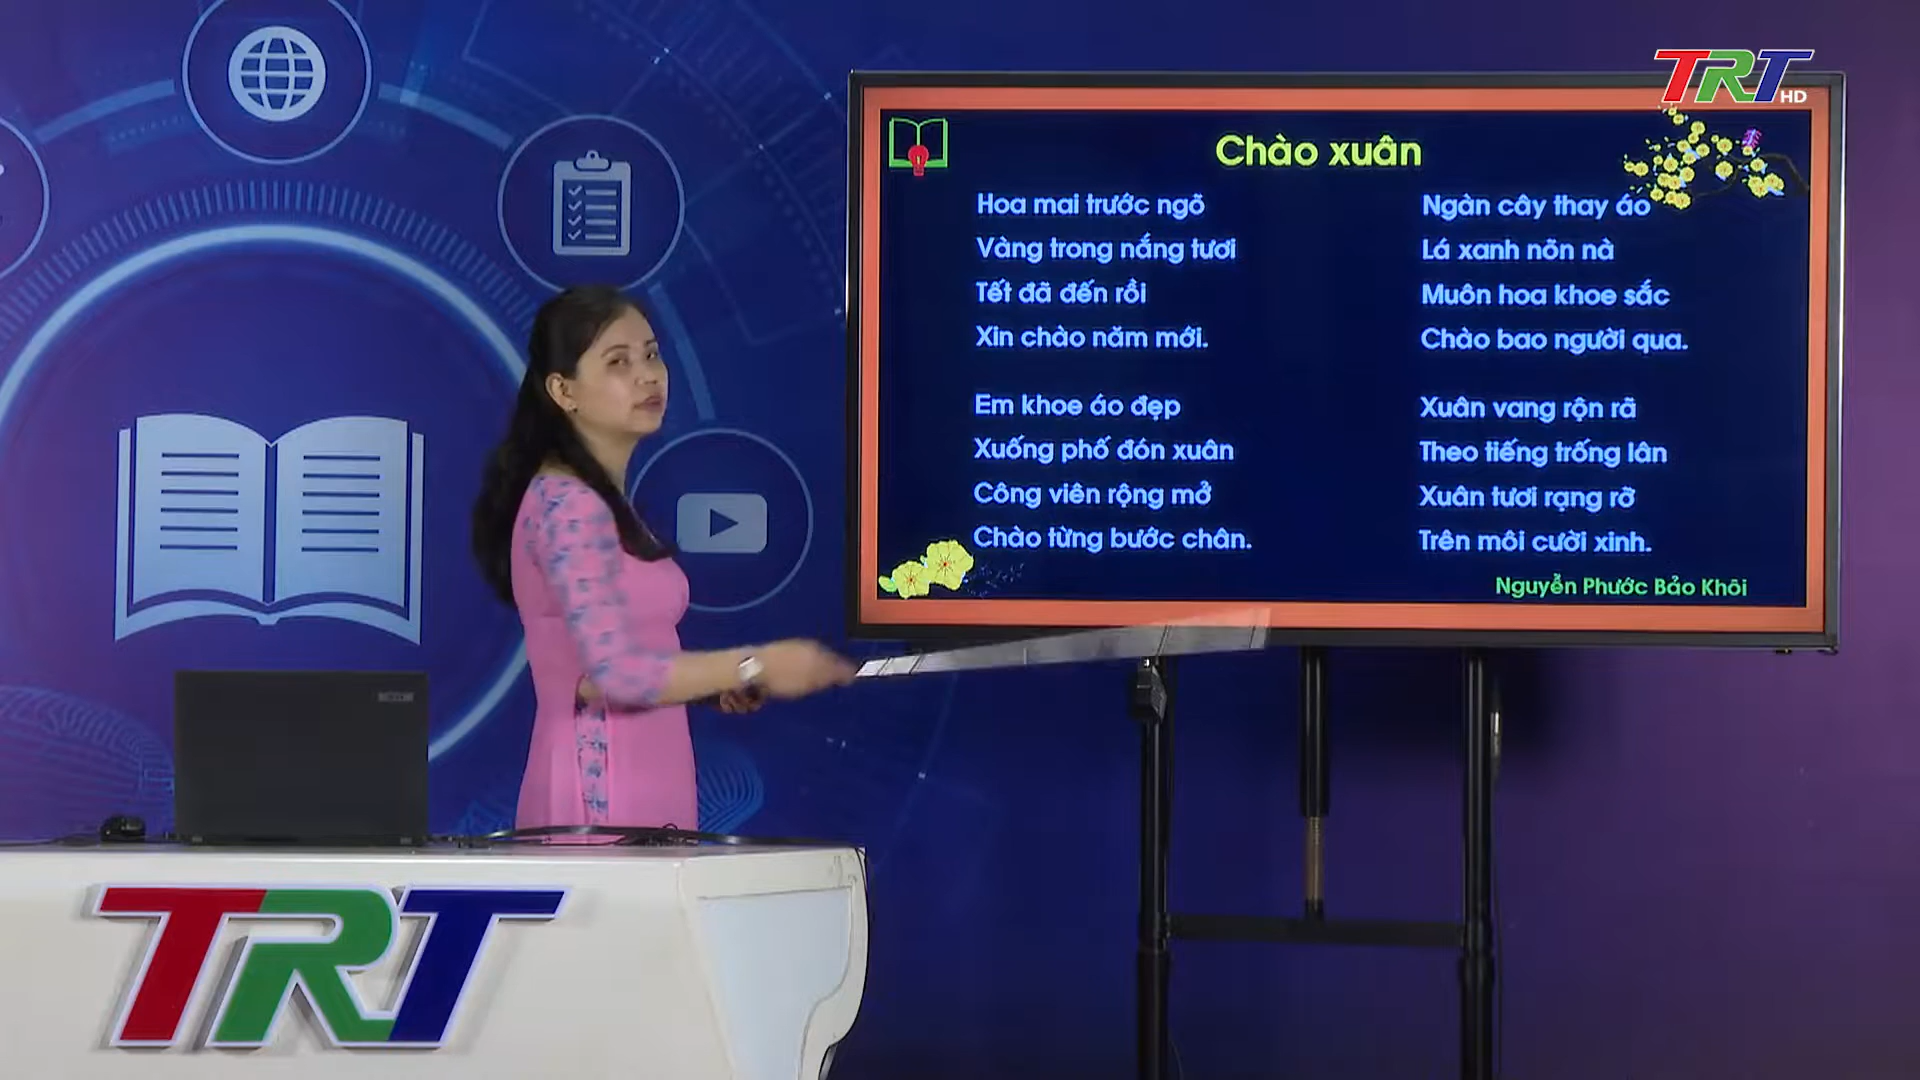 TRT HD
Chào xuân
Hoa mai trước ngõ
Vàng trong nắng tươi
Tết đã đến rồi
Xin chào năm mới.
Em khoe áo đẹp
Xuống phố đón xuân
Công viên rộng mở
Chào từng bước chân.
Ngàn cây thay áo
Lá xanh nõn nà
Muôn hoa khoe sắc
Chào bao người qua.
Xuân vang rộn rã
Theo tiếng trống lân
Xuân tươi rạng rỡ
Trên môi cười xinh.
Nguyễn Phước Bảo Khôi
TRT